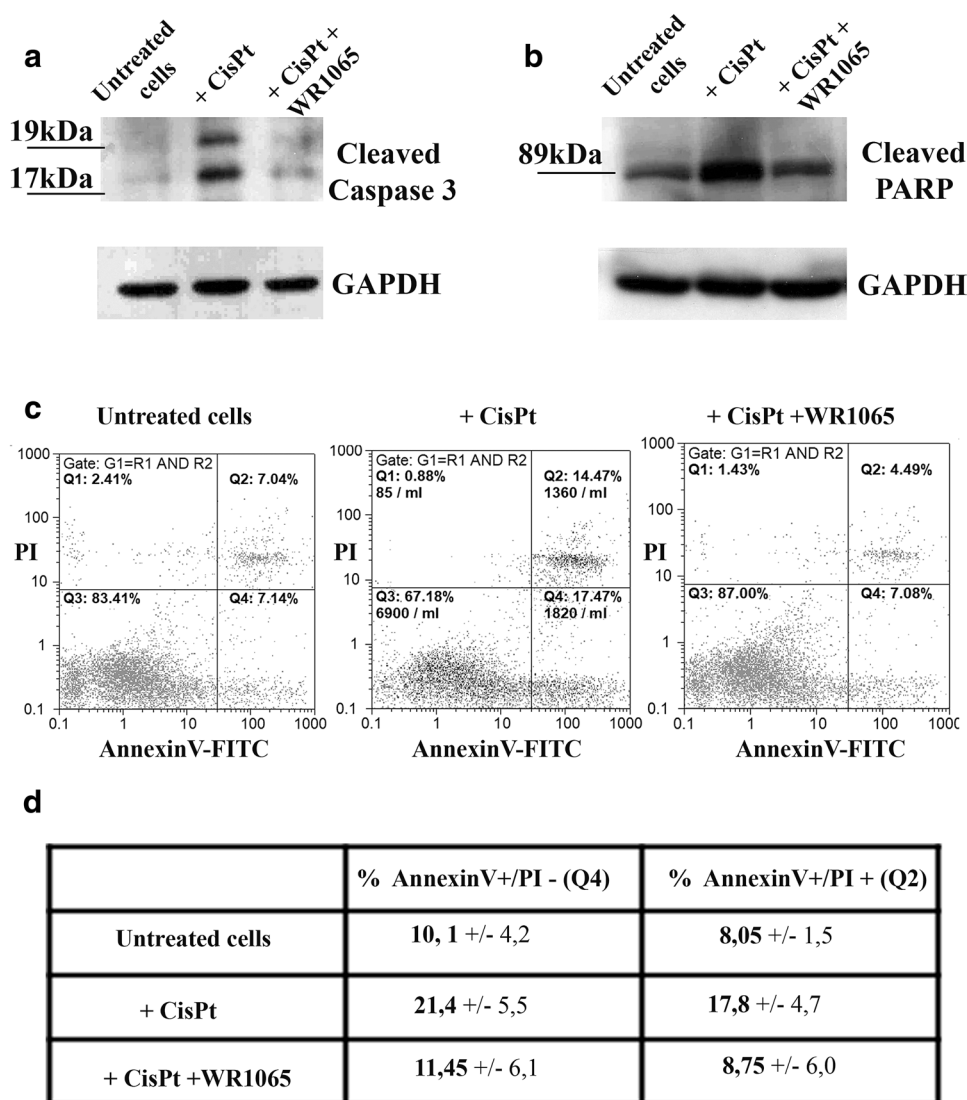 a
Untreated
cells
+ CisPt
+ CisPt +
WR1065
19kDa
17kDa
Cleaved
Caspase 3
GAPDH
b
Untreated
cells
+ CisPt
+ CisPt +
WR1065
89kDa
Cleaved
PARP
GAPDH
c
Untreated cells
1000
100
10
1
0.1
PI
Gate: G1=R1 AND R2
Q1: 2.41%
Q2: 7.04%
Q3: 83.41%
Q4: 7.14%
0.1 1 10 100 1000
AnnexinV-FITC
+ CisPt
1000
100
10
1
0.1
PI
Gate: G1=R1 AND R2
Q1: 0.88%
85 / ml
Q2: 14.47%
1360 / ml
Q3: 67.18%
6900 / ml
Q4: 17.47%
1820 / ml
0.1 1 10 100 1000
AnnexinV-FITC
+ CisPt +WR1065
1000
100
10
1
0.1
PI
Gate: G1=R1 AND R2
Q1: 1.43%
Q2: 4.49%
Q3: 87.00%
Q4: 7.08%
0.1 1 10 100 1000
AnnexinV-FITC
d
% AnnexinV+/PI - (Q4) % AnnexinV+/PI + (Q2)
Untreated cells 10, 1 +/- 4,2 8,05 +/- 1,5
+ CisPt 21,4 +/- 5,5 17,8 +/- 4,7
+ CisPt +WR1065 11,45 +/- 6,1 8,75 +/- 6,0